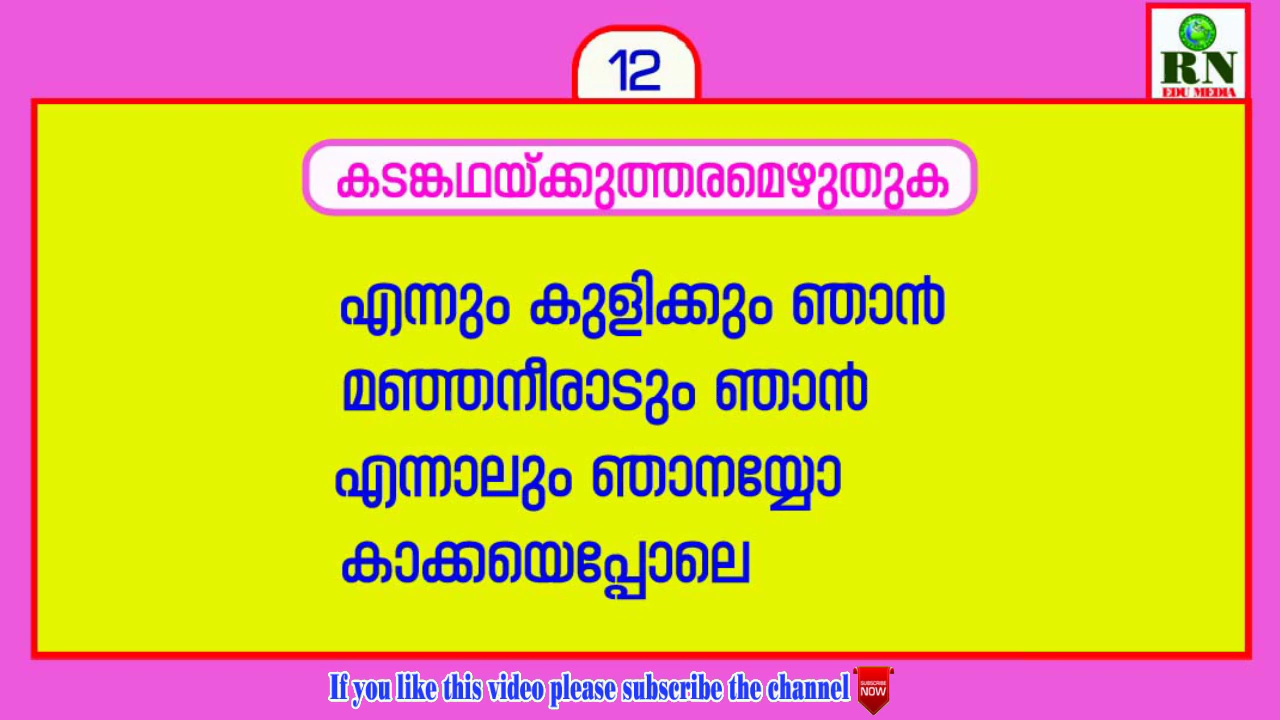 12
RN
EDU MEDIA
കടങ്കഥയ്ക്കുത്തരമെഴുതുക
എന്നും കുളിക്കും ഞാൻ
മഞ്ഞനീരാടും ഞാൻ
എന്നാലും ഞാനയ്യോ
കാക്കയെപ്പോലെ
If you like this video please subscribe the channel
SUBSCRIBE
NOW